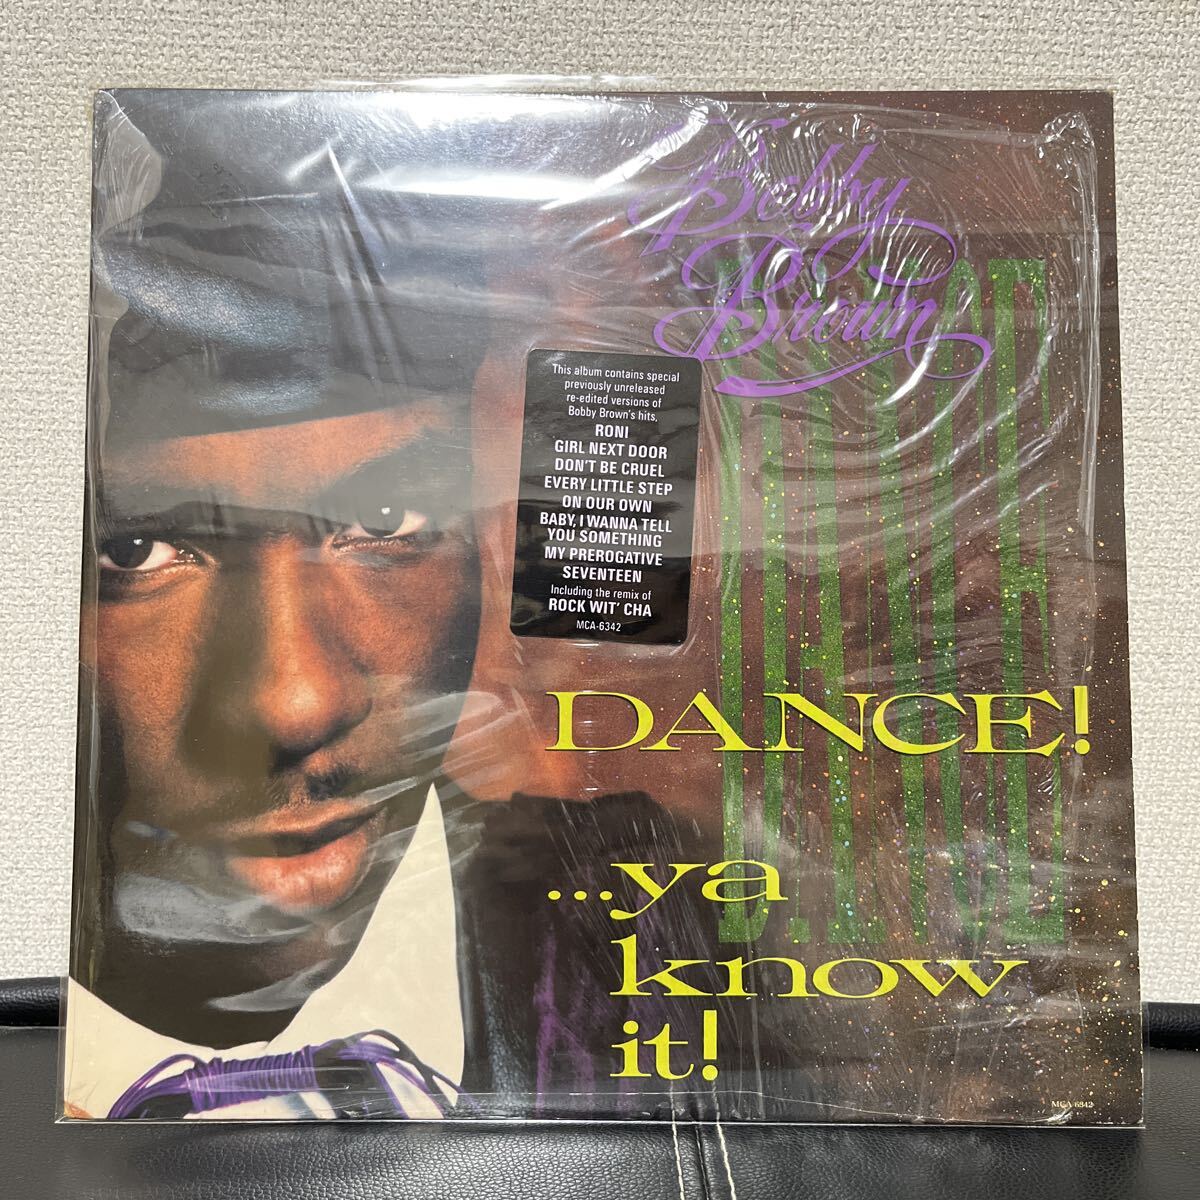 Bobby
Brown
DANCE
This album contains special
previously unreleased
re-edited versions of
Bobby Brown's hits,
RONI
GIRL NEXT DOOR
DON'T BE CRUEL
EVERY LITTLE STEP
ON OUR OWN
BABY, I WANNA TELL
YOU SOMETHING
MY PREROGATIVE
SEVENTEEN
Including the remix of
ROCK WIT' CHA
MCA-6342
DANCE!
...ya
know
it!
MCA 6342